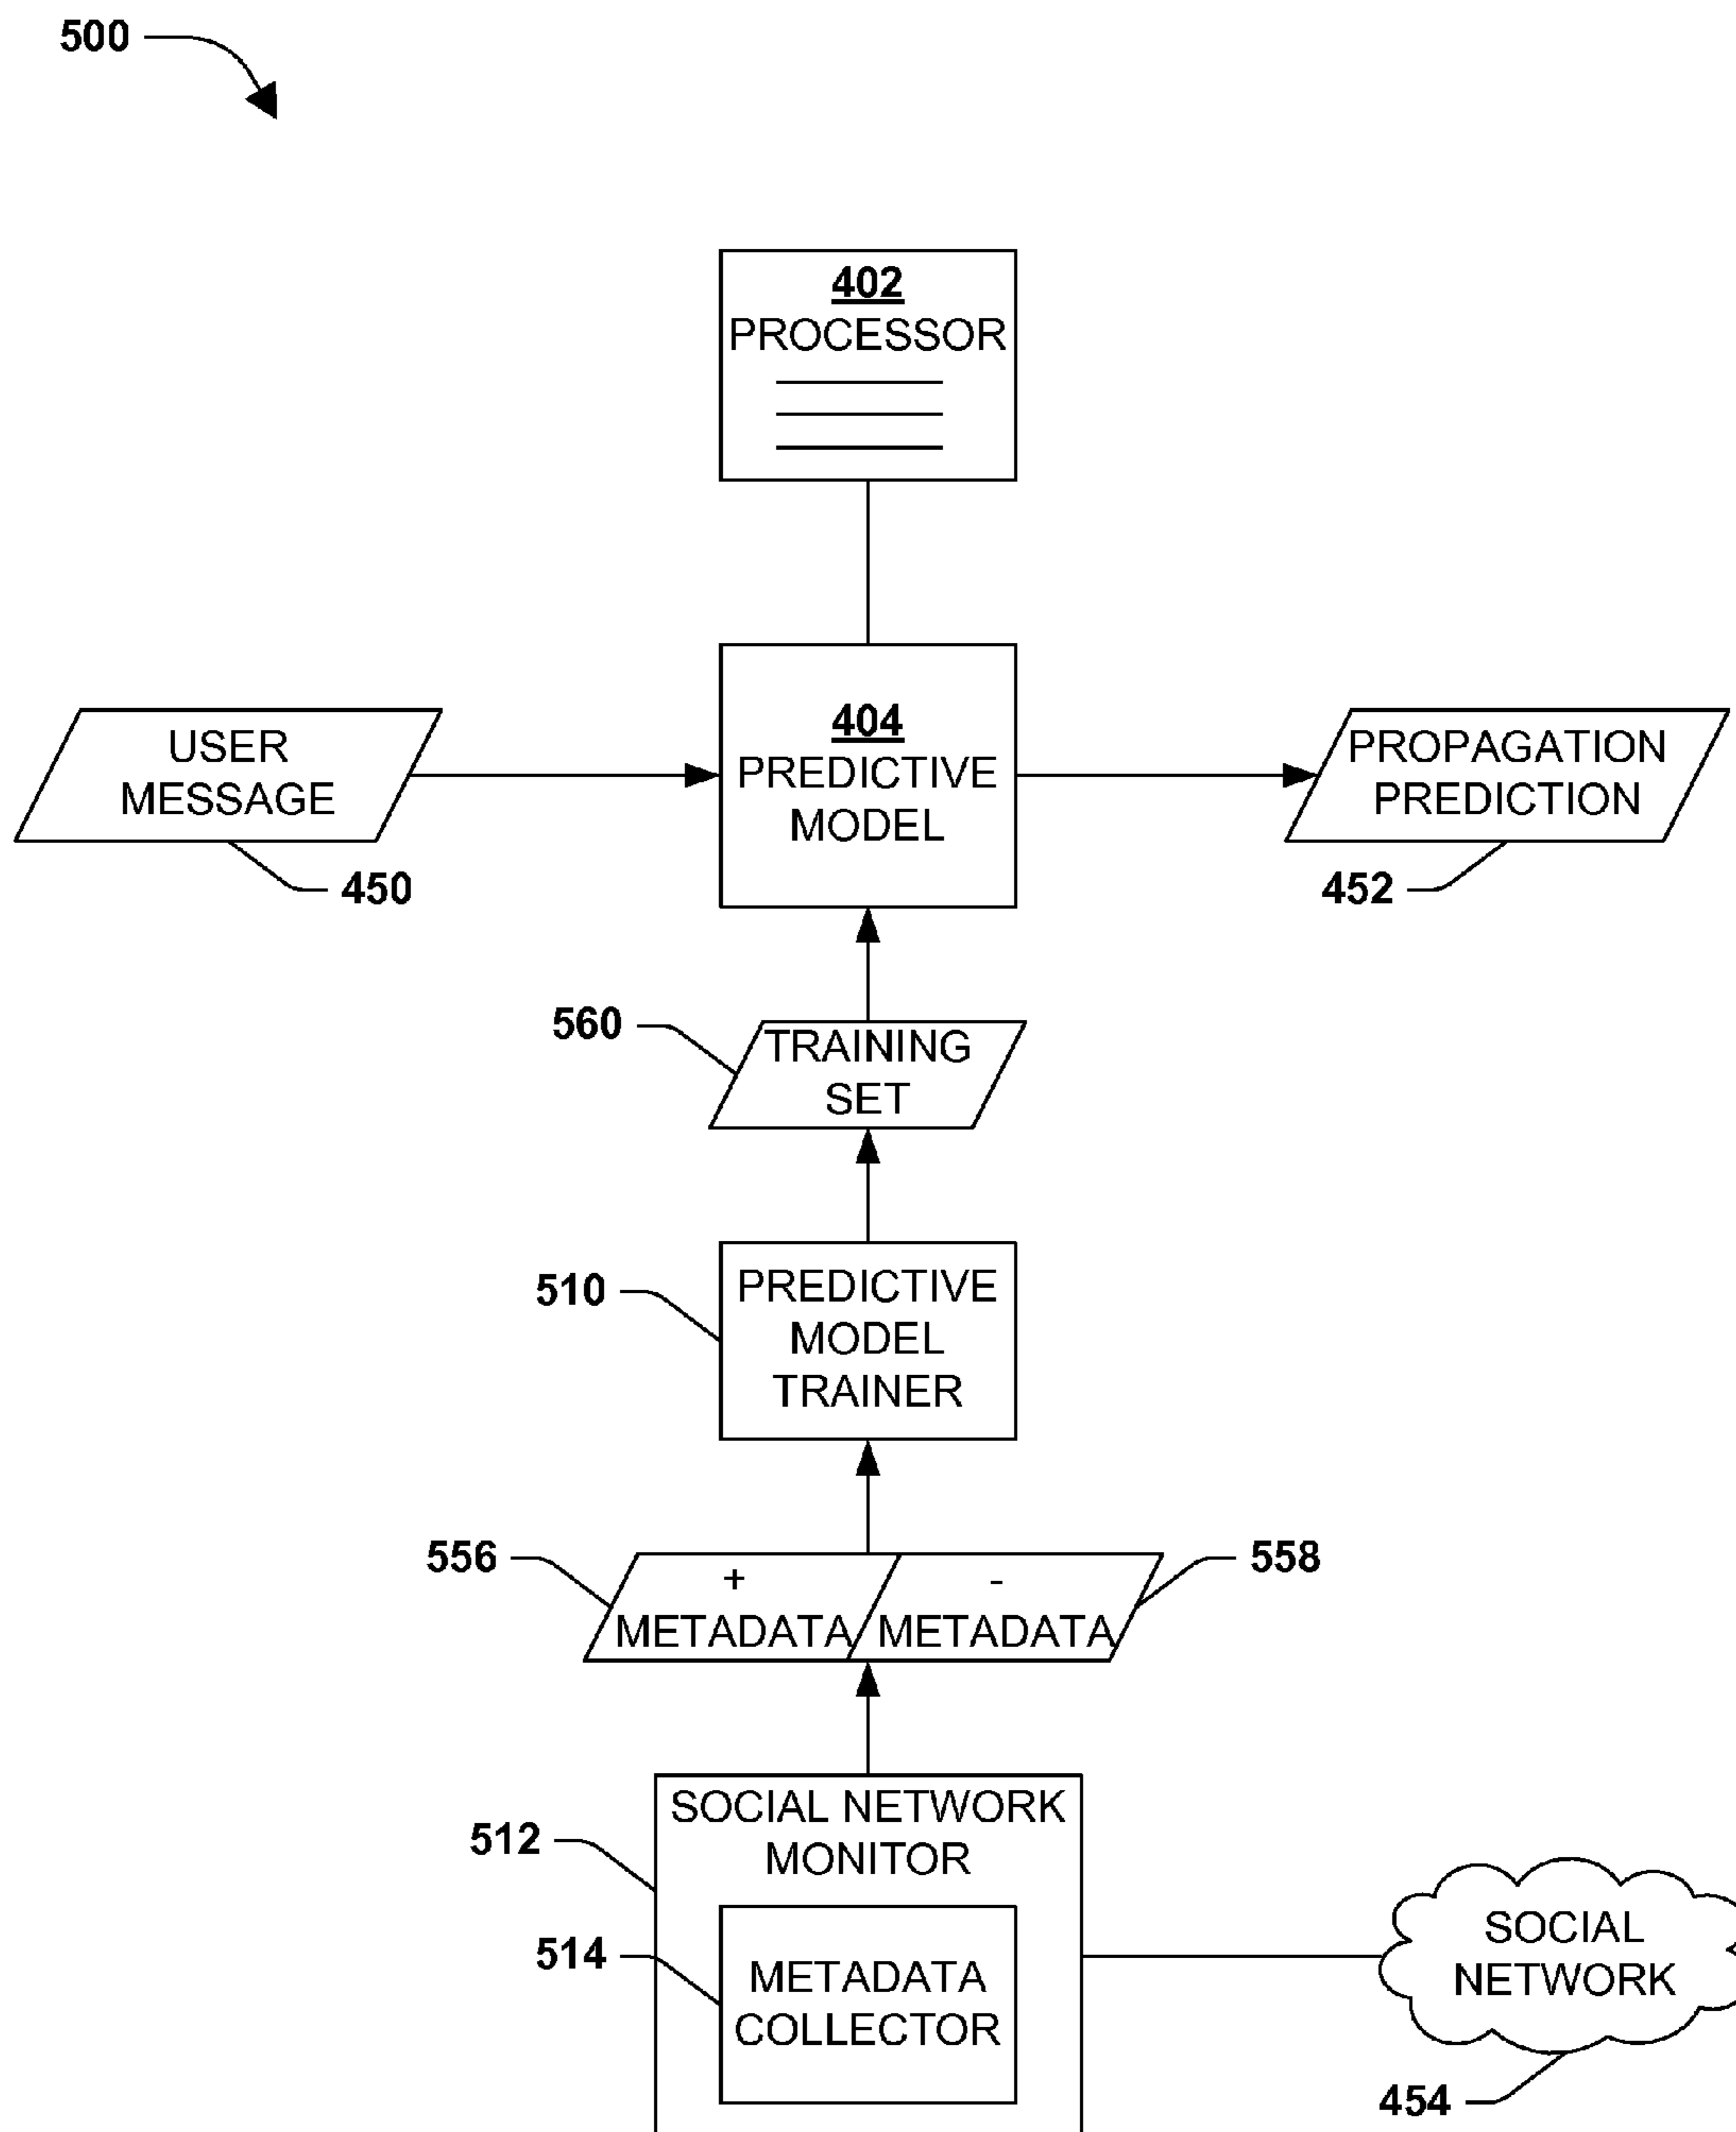 500
402
PROCESSOR
404
PREDICTIVE
MODEL
USER
MESSAGE
450
PROPAGATION
PREDICTION
452
560
TRAINING
SET
510
PREDICTIVE
MODEL
TRAINER
556
+
METADATA
-
METADATA
558
SOCIAL NETWORK
MONITOR
512
514
METADATA
COLLECTOR
SOCIAL
NETWORK
454